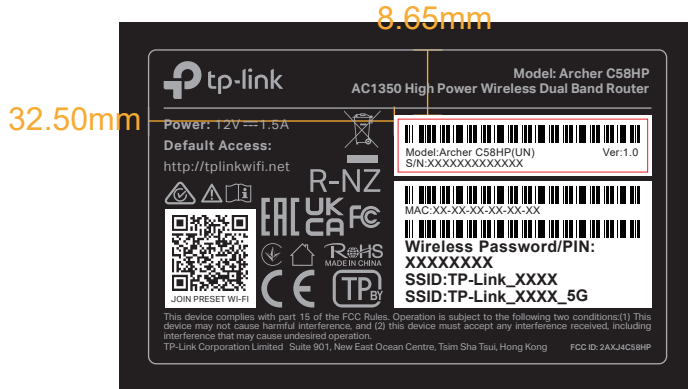 8.65mm
tp-link
Model: Archer C58HP
AC1350 High Power Wireless Dual Band Router
32.50mm
Power: 12V⎓1.5A
Default Access:
http://tplinkwifi.net
Model:Archer C58HP(UN) Ver:1.0
S/N:XXXXXXXXXXXXX
R-NZ
MAC:XX-XX-XX-XX-XX-XX
EAC UKCA FC
Wireless Password/PIN:
XXXXXXXX
SSID:TP-Link_XXXX
SSID:TP-Link_XXXX_5G
RoHS
MADE IN CHINA
CE TP BY
JOIN PRESET WI-FI
This device complies with part 15 of the FCC Rules. Operation is subject to the following two conditions:(1) This
device may not cause harmful interference, and (2) this device must accept any interference received, including
interference that may cause undesired operation.
TP-Link Corporation Limited Suite 901, New East Ocean Centre, Tsim Sha Tsui, Hong Kong FCC ID: 2AXJ4C58HP